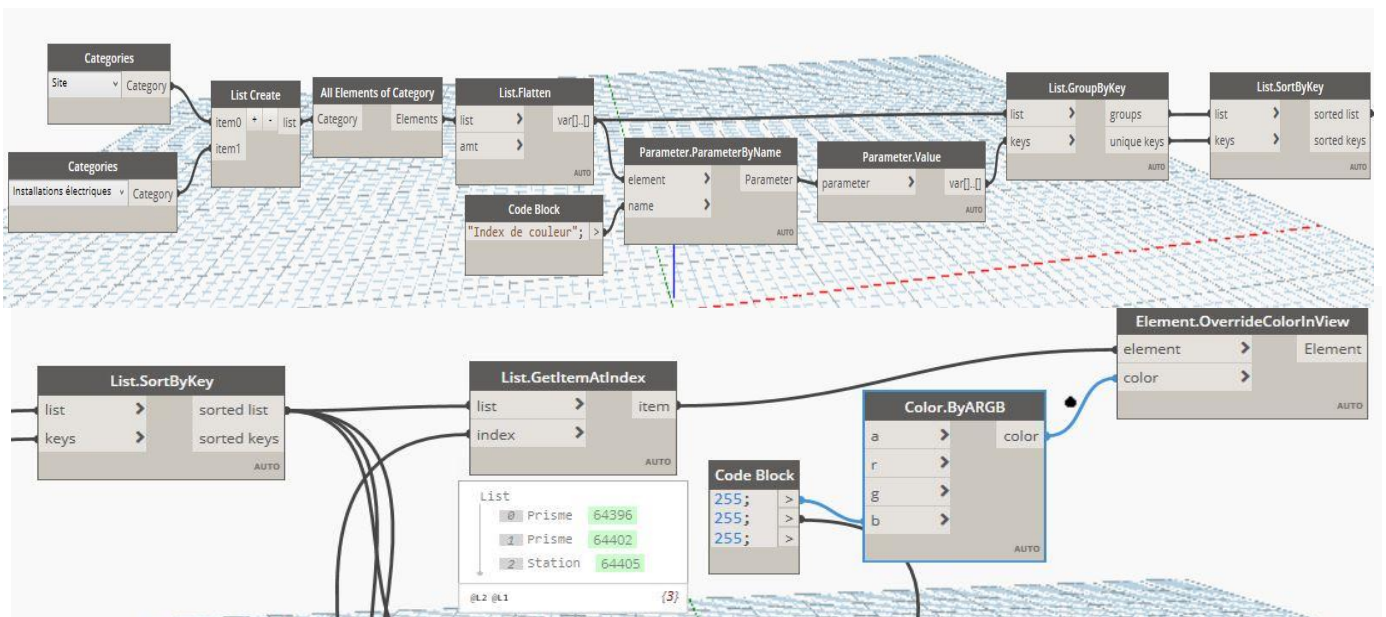 Categories
Site
Category
List Create
item0 + - list
item1
All Elements of Category
Category Elements
List.Flatten
list > var[]..[]
amt >
AUTO
Categories
Installations électriques
Category
Code Block
"Index de couleur"; >
Parameter.ParameterByName
element > Parameter
name >
AUTO
Parameter.Value
parameter > var[]..[]
AUTO
List.GroupByKey
list > groups
keys > unique keys
AUTO
List.SortByKey
list > sorted list
keys > sorted keys
AUTO
List.SortByKey
list > sorted list
keys > sorted keys
AUTO
List.GetItemAtIndex
list > item
index >
AUTO
List
0 Prisme 64396
1 Prisme 64402
2 Station 64405
@L2 @L1 {3}
Code Block
255; >
255; >
255; >
Color.ByARGB
a > color
r >
g >
b >
AUTO
Element.OverrideColorInView
element > Element
color >
AUTO